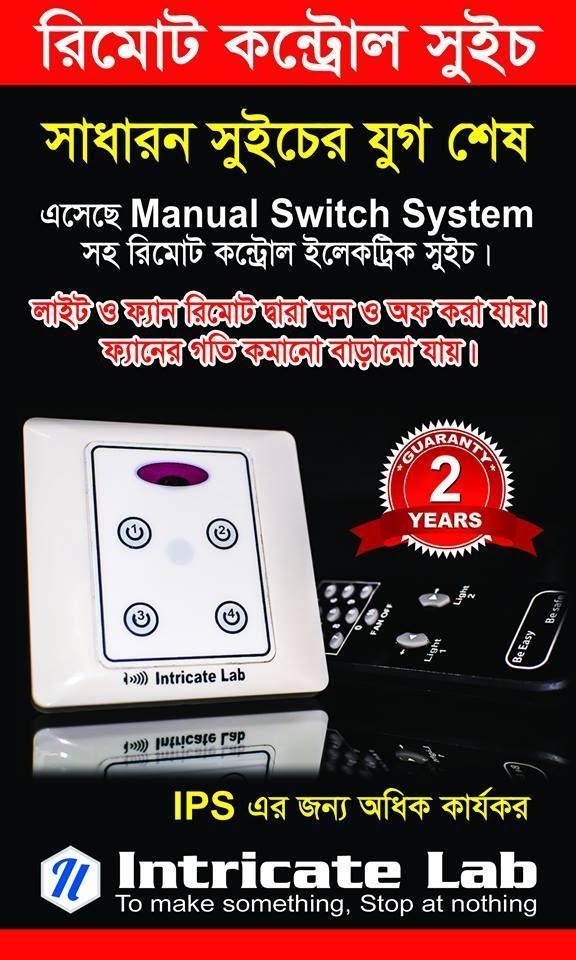 রিমোট কন্ট্রোল সুইচ
সাধারন সুইচের যুগ শেষ
এসেছে Manual Switch System
সহ রিমোট কন্ট্রোল ইলেকট্রিক সুইচ।
লাইট ও ফ্যান রিমোট দ্বারা অন ও অফ করা যায়।
ফ্যানের গতি কমানো বাড়ানো যায়।
GUARANTY
2
YEARS
1
2
3
4
Intricate Lab
FAN OFF
Light 1
Light 2
Be Easy
Be safe
IPS এর জন্য অধিক কার্যকর
Intricate Lab
To make something, Stop at nothing